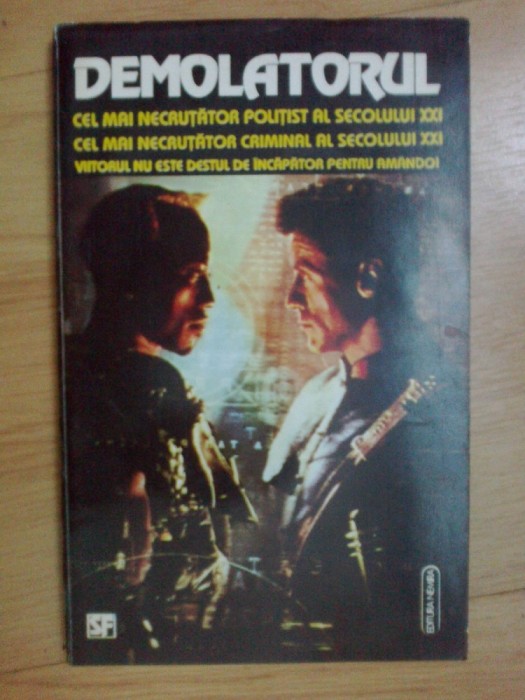 DEMOLATORUL
CEL MAI NECRUȚĂTOR POLIȚIST AL SECOLULUI XXI
CEL MAI NECRUȚĂTOR CRIMINAL AL SECOLULUI XXI
VIITORUL NU ESTE DESTUL DE ÎNCĂPĂTOR PENTRU AMÂNDOI
SF
EDITURA NEMIRA